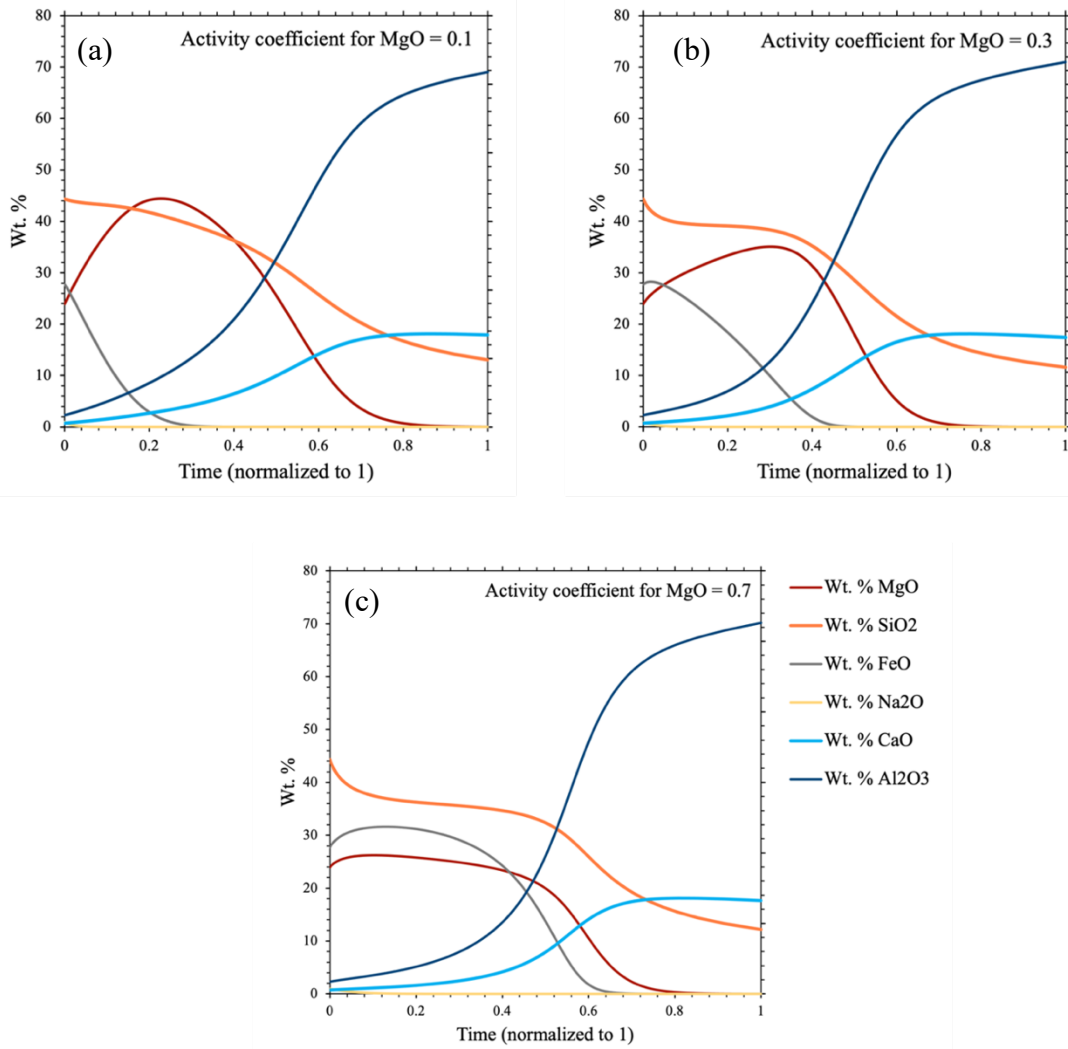 (a)
Activity coefficient for MgO = 0.1
80
70
60
50
40
30
20
10
0
Wt. %
0
0.2
0.4
0.6
0.8
1
Time (normalized to 1)
(b)
Activity coefficient for MgO = 0.3
80
70
60
50
40
30
20
10
0
Wt. %
0
0.2
0.4
0.6
0.8
1
Time (normalized to 1)
(c)
Activity coefficient for MgO = 0.7
80
70
60
50
40
30
20
10
0
Wt. %
0
0.2
0.4
0.6
0.8
1
Time (normalized to 1)
Wt. % MgO
Wt. % SiO2
Wt. % FeO
Wt. % Na2O
Wt. % CaO
Wt. % Al2O3